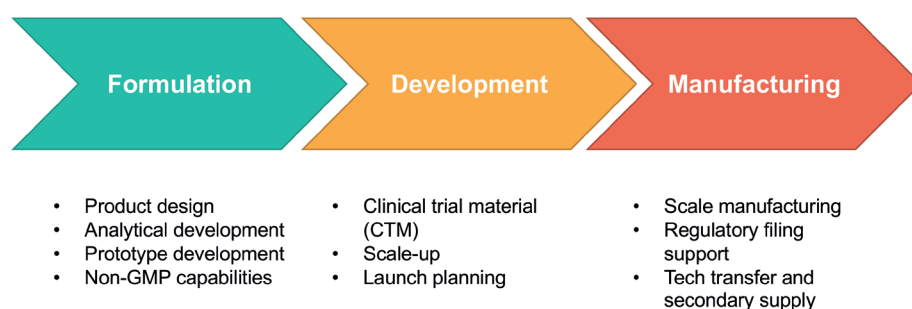 Formulation
Development
Manufacturing
• Product design
• Analytical development
• Prototype development
• Non-GMP capabilities
• Clinical trial material
(CTM)
• Scale-up
• Launch planning
• Scale manufacturing
• Regulatory filing
support
• Tech transfer and
secondary supply